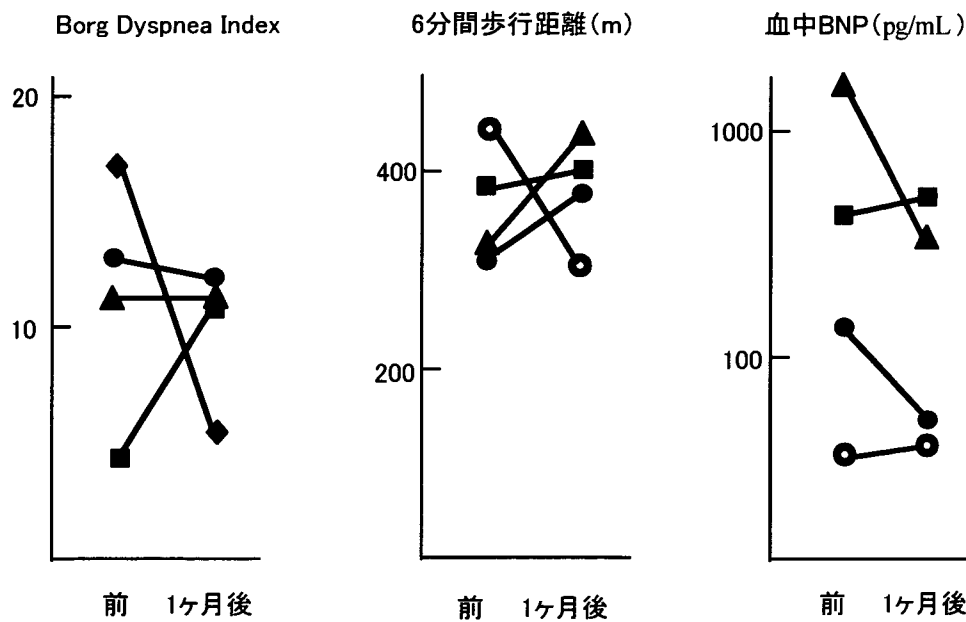 Borg Dyspnea Index
20
10
前 1ヶ月後
6分間歩行距離(m)
400
200
前 1ヶ月後
血中BNP(pg/mL)
1000
100
前 1ヶ月後